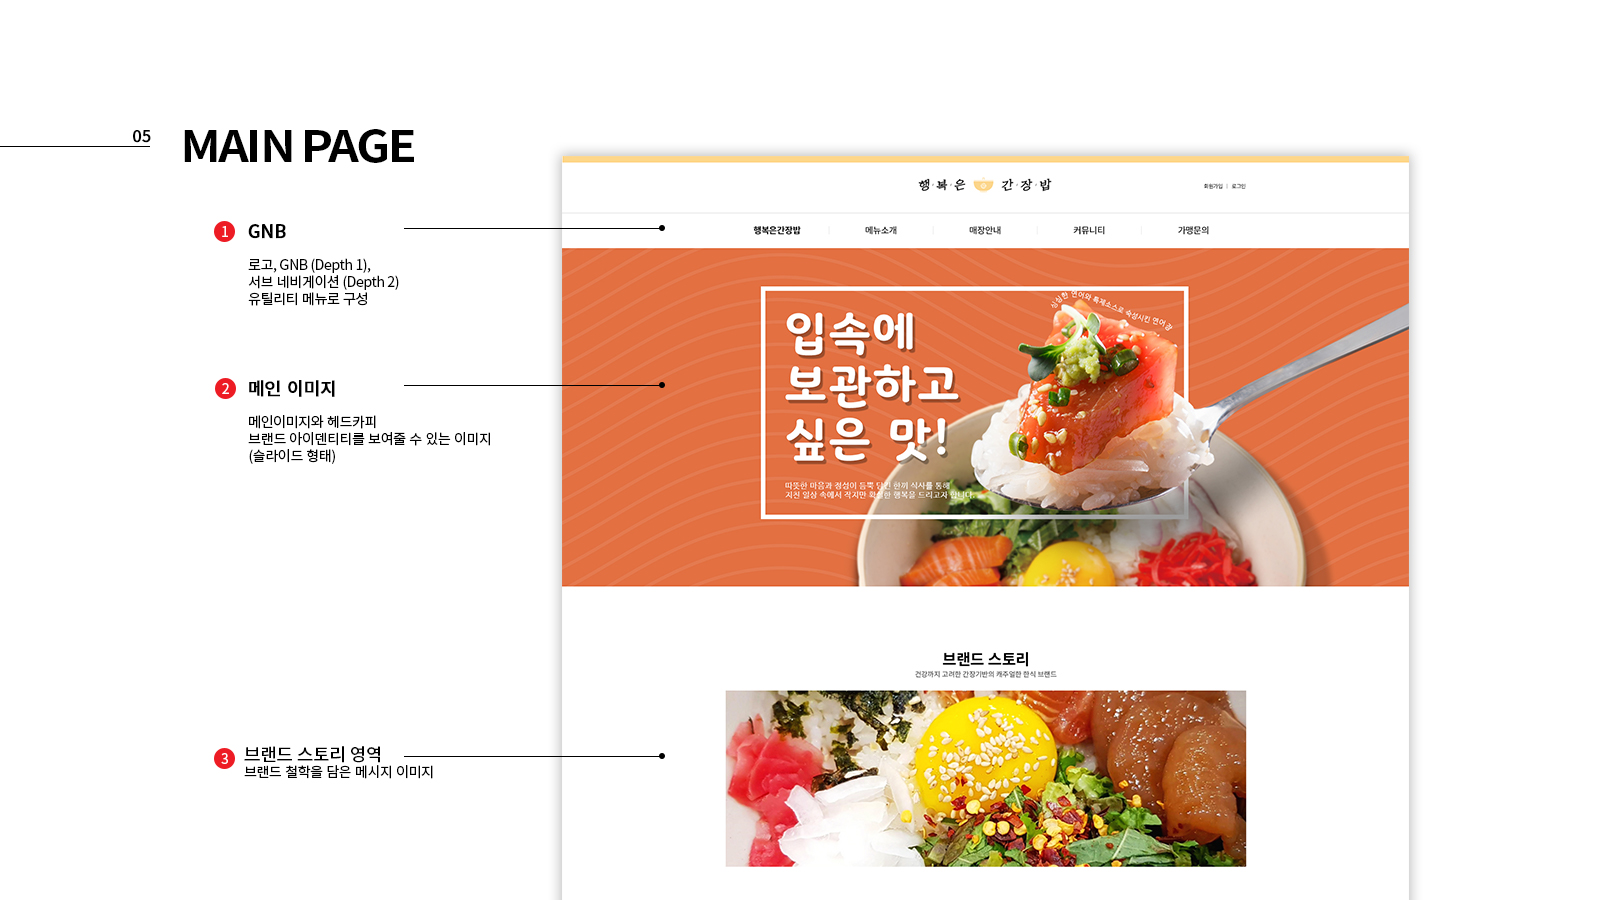 05
MAIN PAGE
1 GNB
로고, GNB (Depth 1),
서브 네비게이션 (Depth 2)
유틸리티 메뉴로 구성
2 메인 이미지
메인이미지와 헤드카피
브랜드 아이덴티티를 보여줄 수 있는 이미지
(슬라이드 형태)
3 브랜드 스토리 영역
브랜드 철학을 담은 메시지 이미지
행·복·은 간·장·밥
회원가입 | 로그인
행복은간장밥 | 메뉴소개 | 매장안내 | 커뮤니티 | 가맹문의
싱싱한 연어와 특제소스로 숙성시킨 연어장
입속에
보관하고
싶은 맛!
따뜻한 마음과 정성이 듬뿍 담긴 한끼 식사를 통해
지친 일상 속에서 작지만 확실한 행복을 드리고자 합니다.
브랜드 스토리
건강까지 고려한 간장기반의 캐주얼한 한식 브랜드